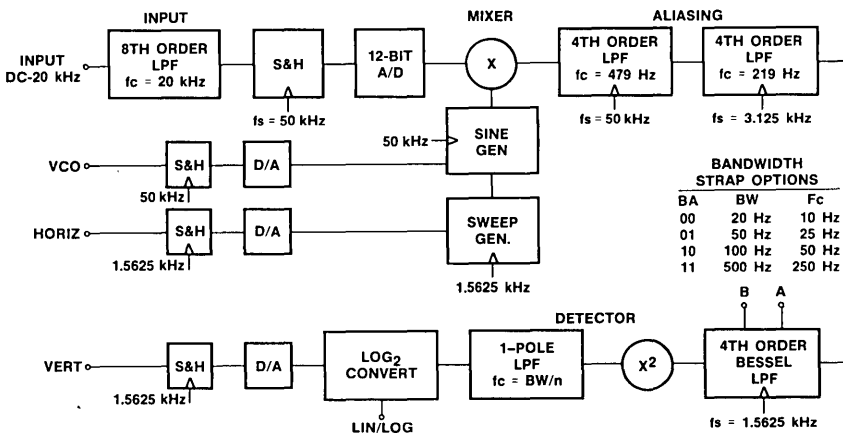 INPUT
MIXER
ALIASING
INPUT
DC-20 kHz
8TH ORDER
LPF
fc = 20 kHz
S&H
fs = 50 kHz
12-BIT
A/D
X
4TH ORDER
LPF
fc = 479 Hz
fs = 50 kHz
4TH ORDER
LPF
fc = 219 Hz
fs = 3.125 kHz
50 kHz
SINE
GEN
VCO
S&H
50 kHz
D/A
HORIZ
S&H
1.5625 kHz
D/A
SWEEP
GEN.
1.5625 kHz
BANDWIDTH
STRAP OPTIONS
BA BW Fc
00 20 Hz 10 Hz
01 50 Hz 25 Hz
10 100 Hz 50 Hz
11 500 Hz 250 Hz
B A
DETECTOR
VERT
S&H
1.5625 kHz
D/A
LOG2
CONVERT
LIN/LOG
1-POLE
LPF
fc = BW/n
X2
4TH ORDER
BESSEL
LPF
fs = 1.5625 kHz